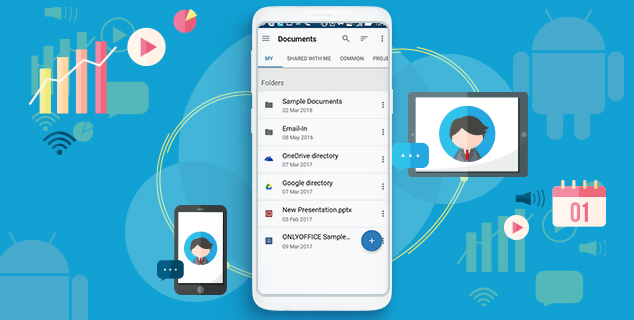 Documents
MY SHARED WITH ME COMMON PROJE
Folders
Sample Documents
22 Mar 2018
Email-In
08 May 2016
OneDrive directory
07 Mar 2017
Google directory
07 Mar 2017
New Presentation.pptx
03 Feb 2017
ONLYOFFICE Sample...
09 Mar 2017
01